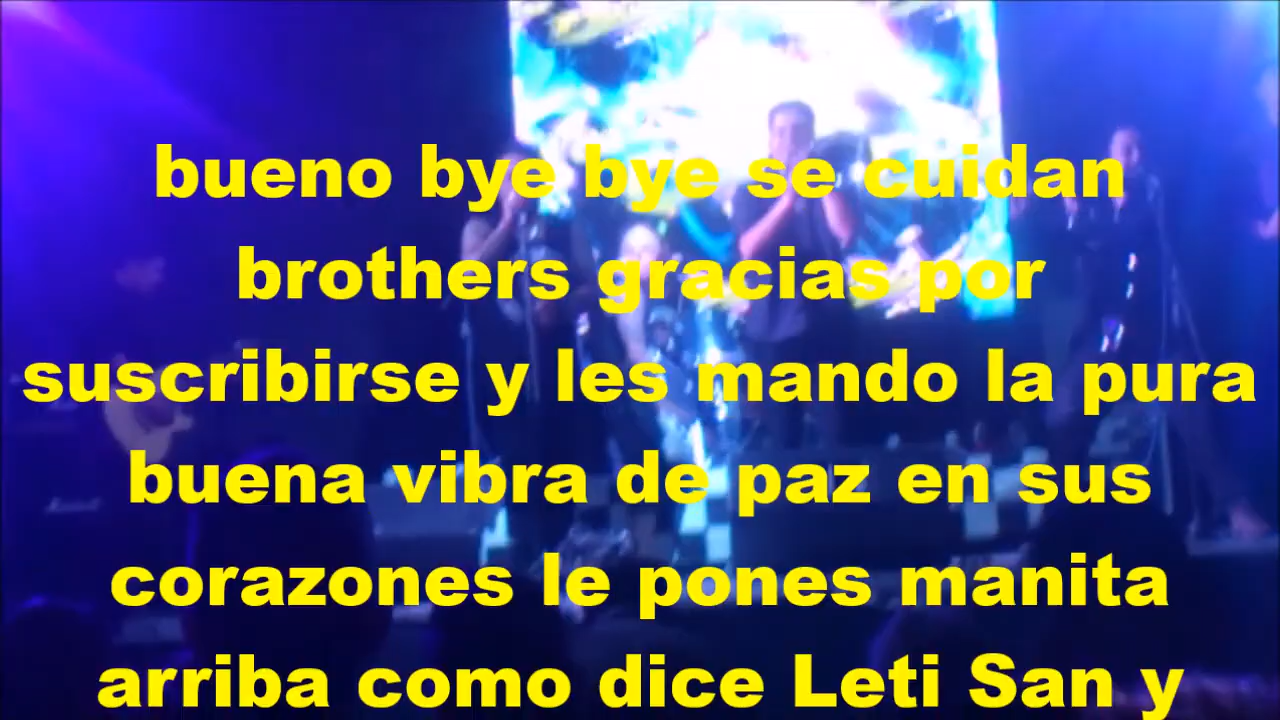 bueno bye bye se cuidan
brothers gracias por
suscribirse y les mando la pura
buena vibra de paz en sus
corazones le pones manita
arriba como dice Leti San y